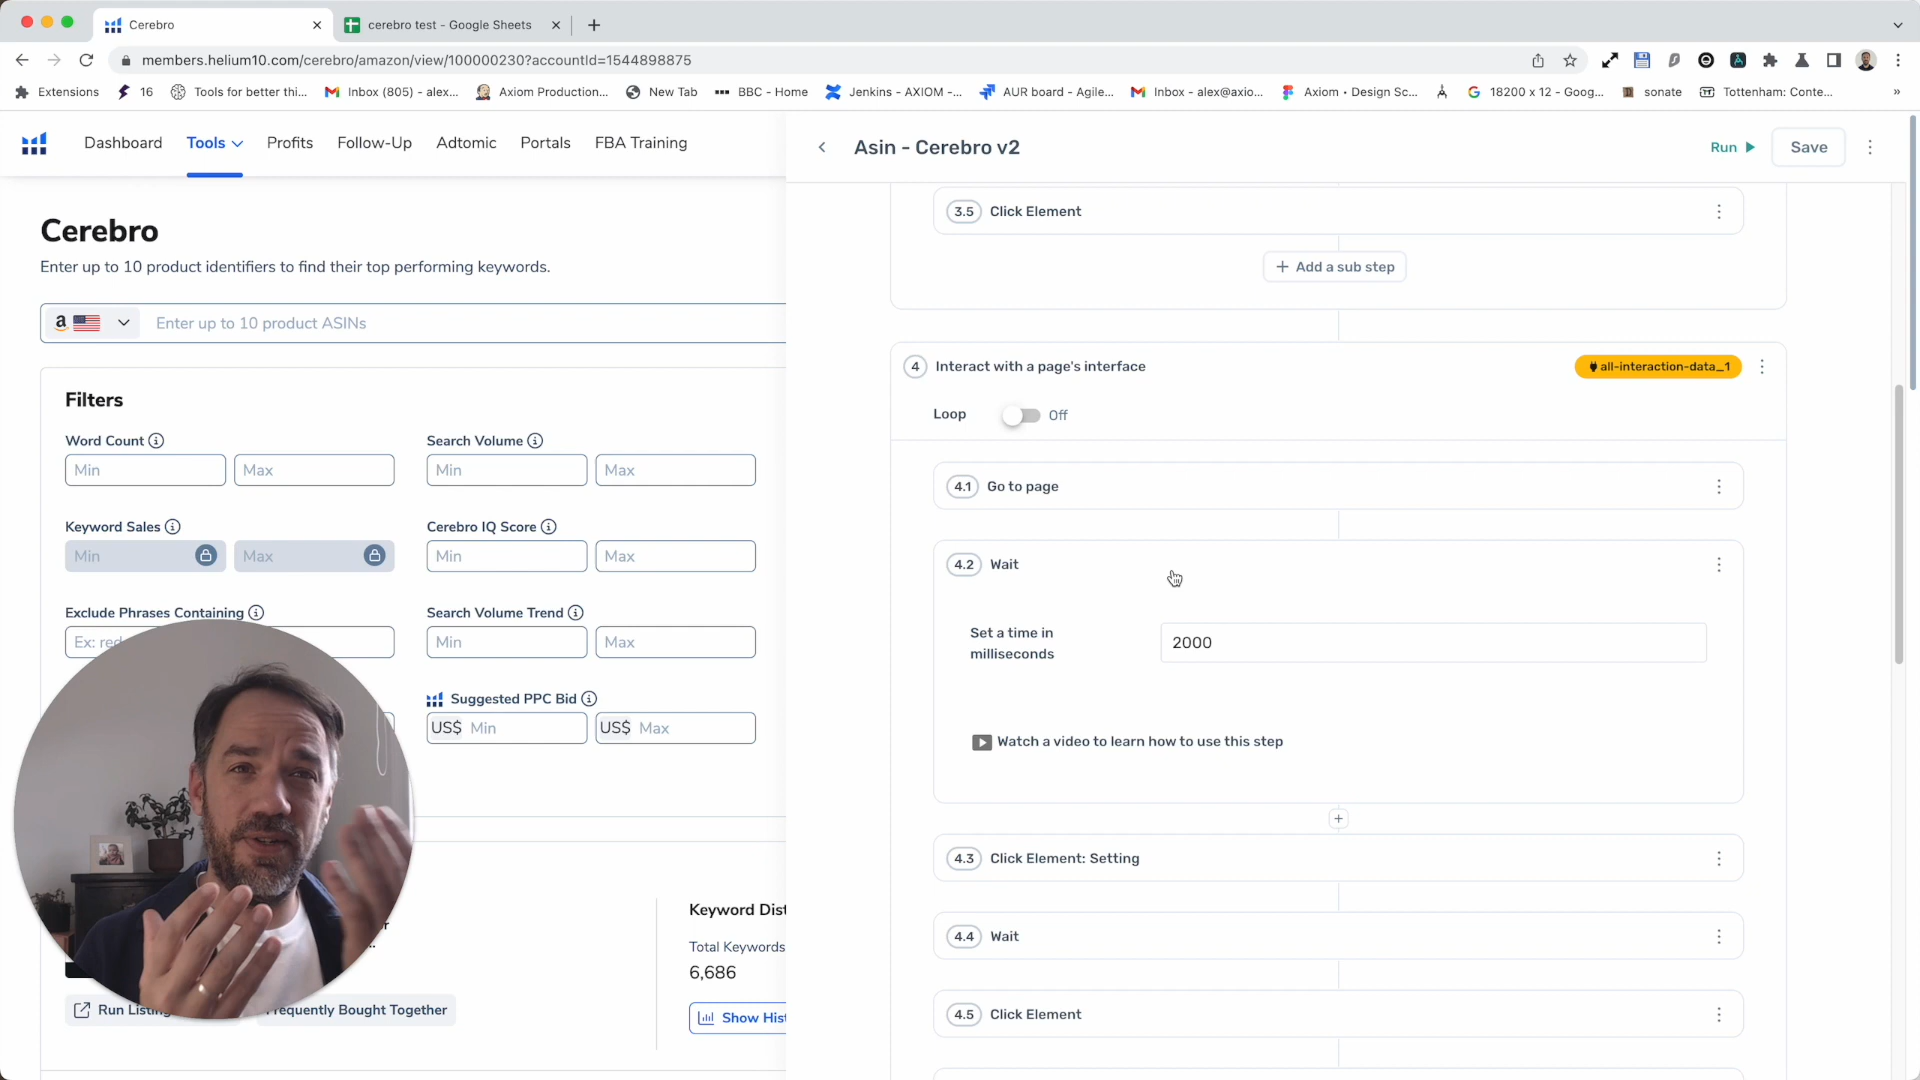 Cerebro
cerebro test - Google Sheets
members.helium10.com/cerebro/amazon/view/100000230?accountId=1544898875
Extensions
16
Tools for better thi...
Inbox (805) - alex...
Axiom Production...
New Tab
BBC - Home
Jenkins - AXIOM -...
AUR board - Agile...
Inbox - alex@axio...
Axiom • Design Sc...
18200 x 12 - Goog...
sonate
Tottenham: Conte...
»
Dashboard
Tools
Profits
Follow-Up
Adtomic
Portals
FBA Training
Asin - Cerebro v2
Run
Save
Cerebro
Enter up to 10 product identifiers to find their top performing keywords.
a
Enter up to 10 product ASINs
Filters
Word Count
Min
Max
Search Volume
Min
Max
Keyword Sales
Min
Max
Cerebro IQ Score
Min
Max
Exclude Phrases Containing
Ex: red
Search Volume Trend
Min
Max
Suggested PPC Bid
US$ Min
US$ Max
Keyword Dist
Total Keywords
6,686
Run Listing
requently Bought Together
Show Hist
3.5 Click Element
+ Add a sub step
4 Interact with a page's interface
all-interaction-data_1
Loop
Off
4.1 Go to page
4.2 Wait
Set a time in
milliseconds
2000
Watch a video to learn how to use this step
+
4.3 Click Element: Setting
4.4 Wait
4.5 Click Element